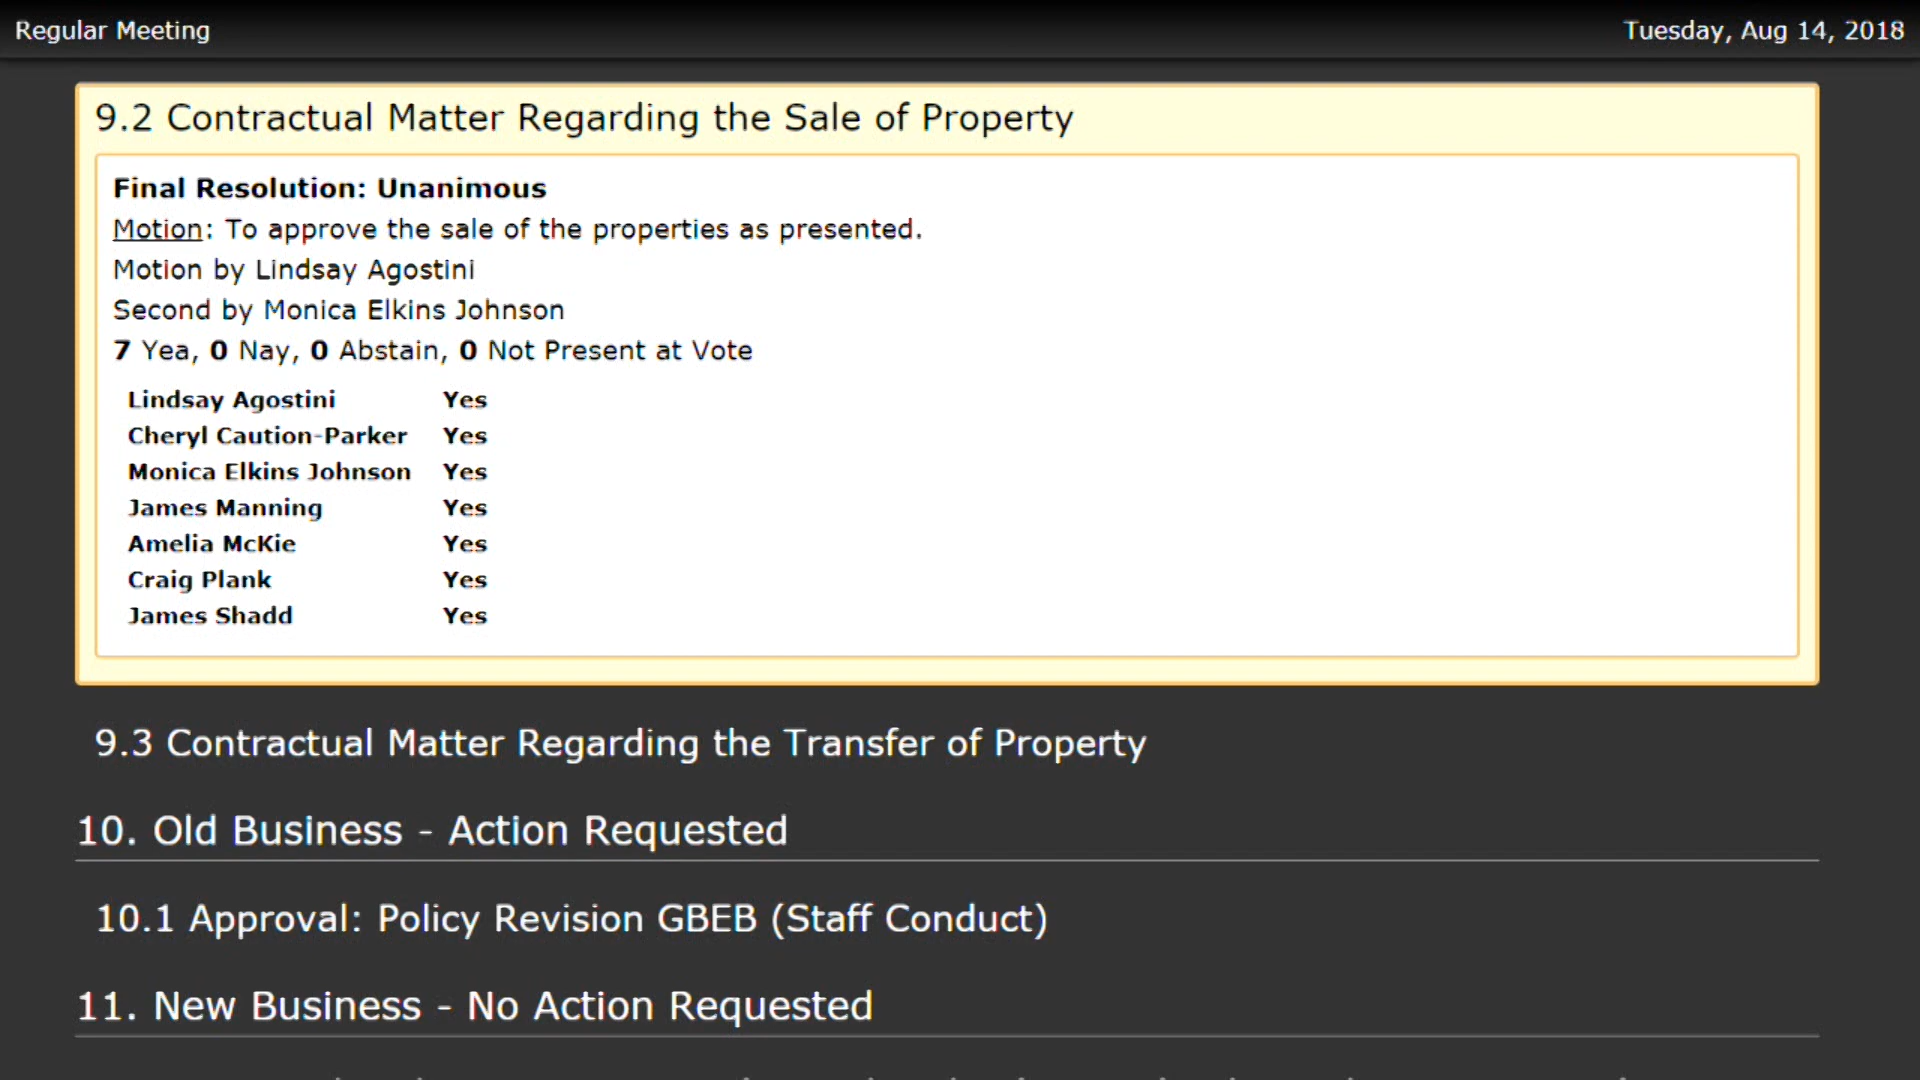 Regular Meeting
Tuesday, Aug 14, 2018
9.2 Contractual Matter Regarding the Sale of Property
Final Resolution: Unanimous
Motion: To approve the sale of the properties as presented.
Motion by Lindsay Agostini
Second by Monica Elkins Johnson
7 Yea, 0 Nay, 0 Abstain, 0 Not Present at Vote
Lindsay Agostini Yes
Cheryl Caution-Parker Yes
Monica Elkins Johnson Yes
James Manning Yes
Amelia McKie Yes
Craig Plank Yes
James Shadd Yes
9.3 Contractual Matter Regarding the Transfer of Property
10. Old Business - Action Requested
10.1 Approval: Policy Revision GBEB (Staff Conduct)
11. New Business - No Action Requested